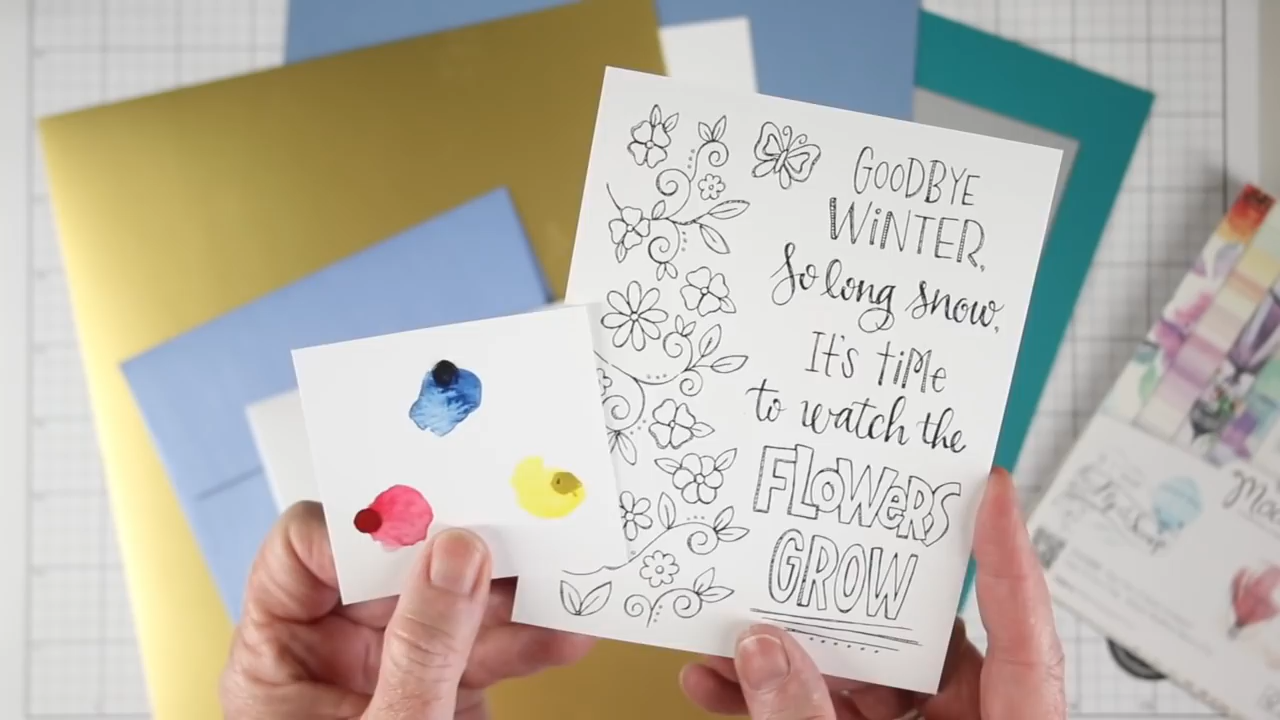 GOODBYE
WiNTER,
So long snow,
It's tiMe
to watch the
FLoWeRS
GROW